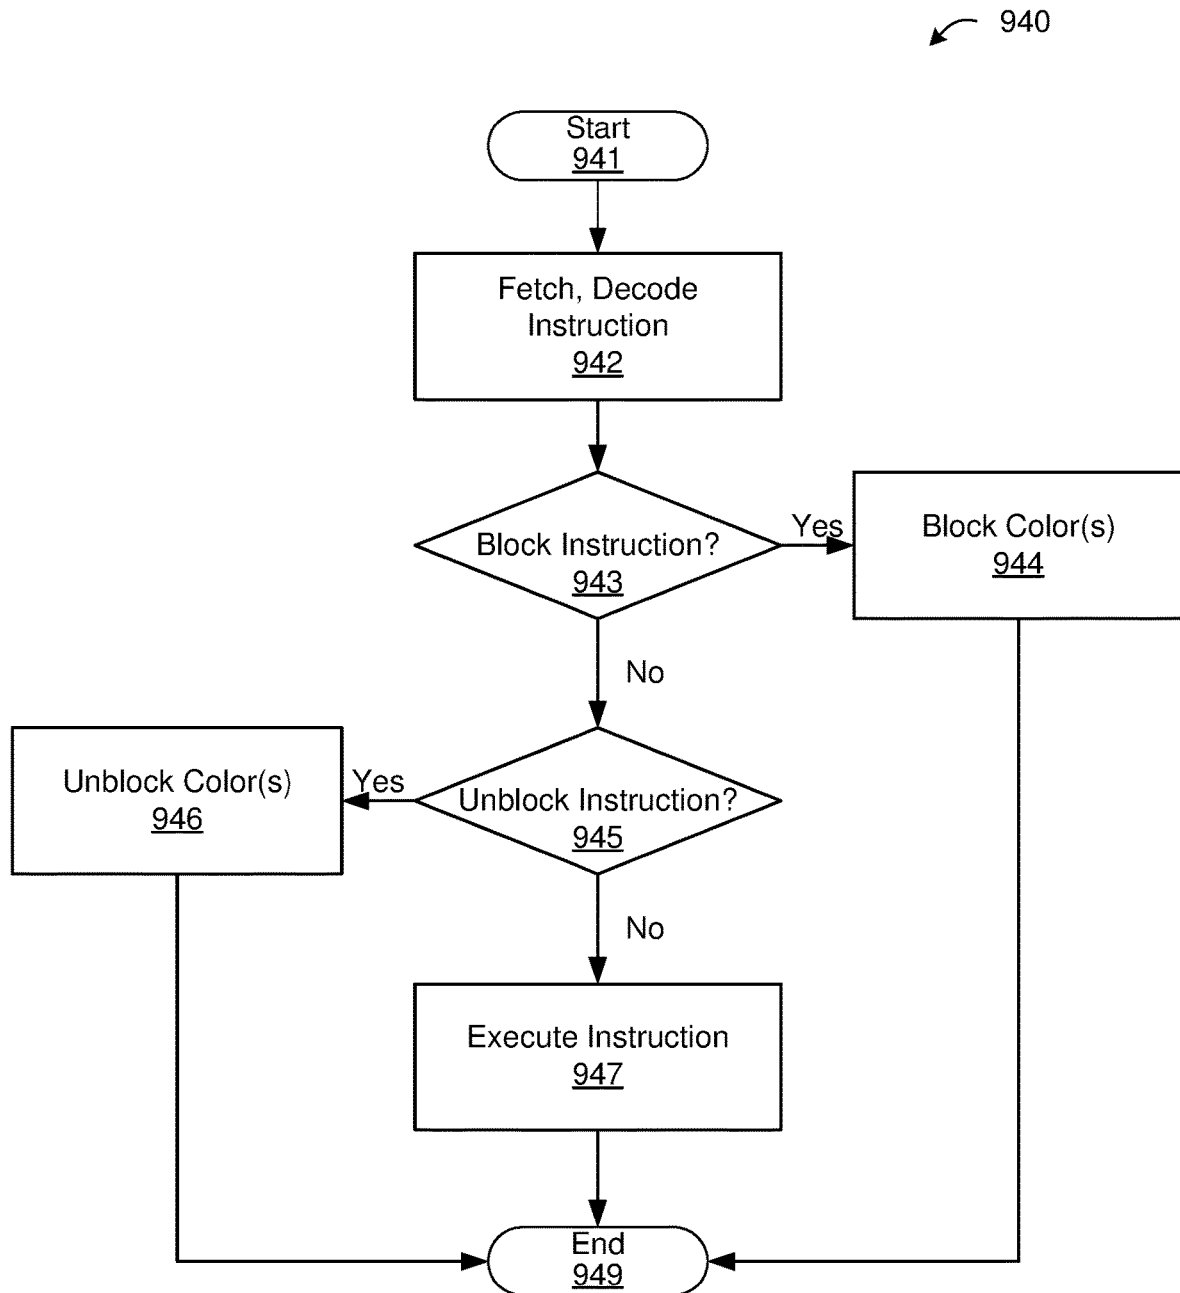 940
Start
941
Fetch, Decode
Instruction
942
Block Instruction?
943
Yes
Block Color(s)
944
No
Unblock Color(s)
946
Yes
Unblock Instruction?
945
No
Execute Instruction
947
End
949